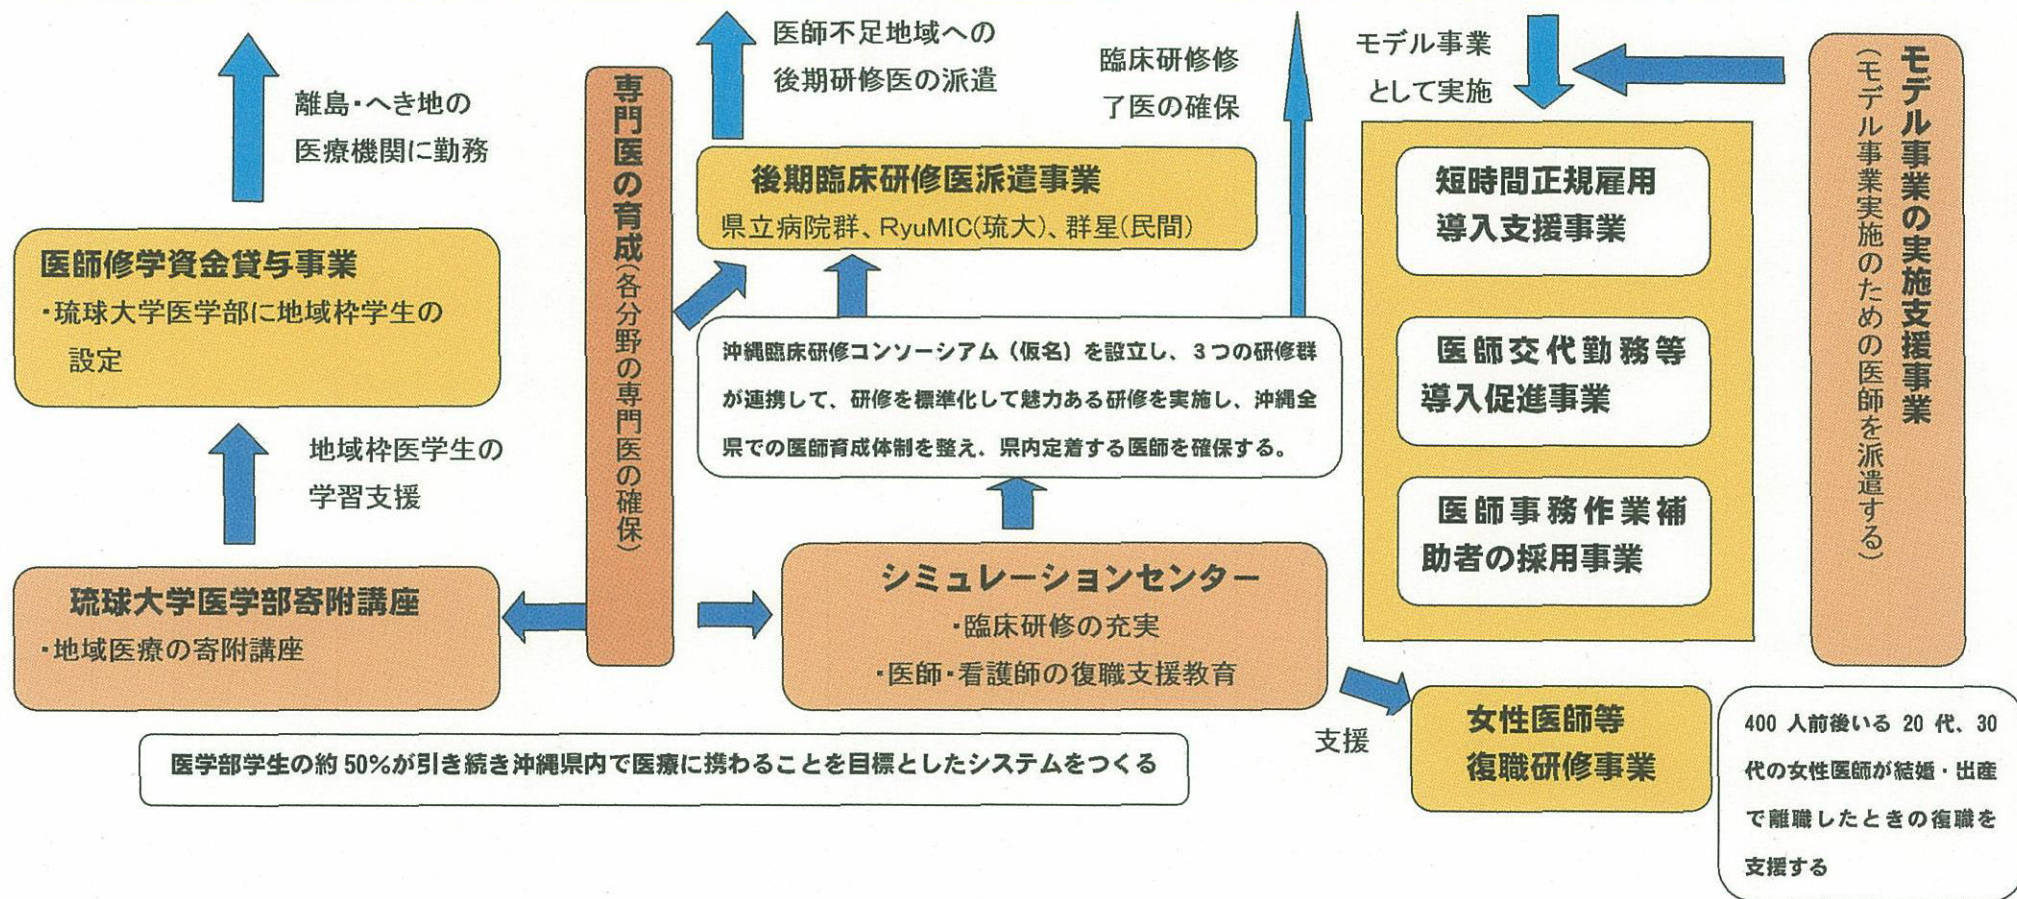 離島・へき地の
医療機関に勤務
医師修学資金貸与事業
・琉球大学医学部に地域枠学生の
設定
地域枠医学生の
学習支援
琉球大学医学部寄附講座
・地域医療の寄附講座
専門医の育成(各分野の専門医の確保)
医師不足地域への
後期研修医の派遣
後期臨床研修医派遣事業
県立病院群、RyuMIC(琉大)、群星(民間)
臨床研修修
了医の確保
沖縄臨床研修コンソーシアム(仮名)を設立し、3つの研修群
が連携して、研修を標準化して魅力ある研修を実施し、沖縄全
県での医師育成体制を整え、県内定着する医師を確保する。
シミュレーションセンター
・臨床研修の充実
・医師・看護師の復職支援教育
モデル事業
として実施
短時間正規雇用
導入支援事業
医師交代勤務等
導入促進事業
医師事務作業補
助者の採用事業
モデル事業の実施支援事業
(モデル事業実施のための医師を派遣する)
支援
女性医師等
復職研修事業
400 人前後いる 20 代、30
代の女性医師が結婚・出産
で離職したときの復職を
支援する
医学部学生の約 50%が引き続き沖縄県内で医療に携わることを目標としたシステムをつくる